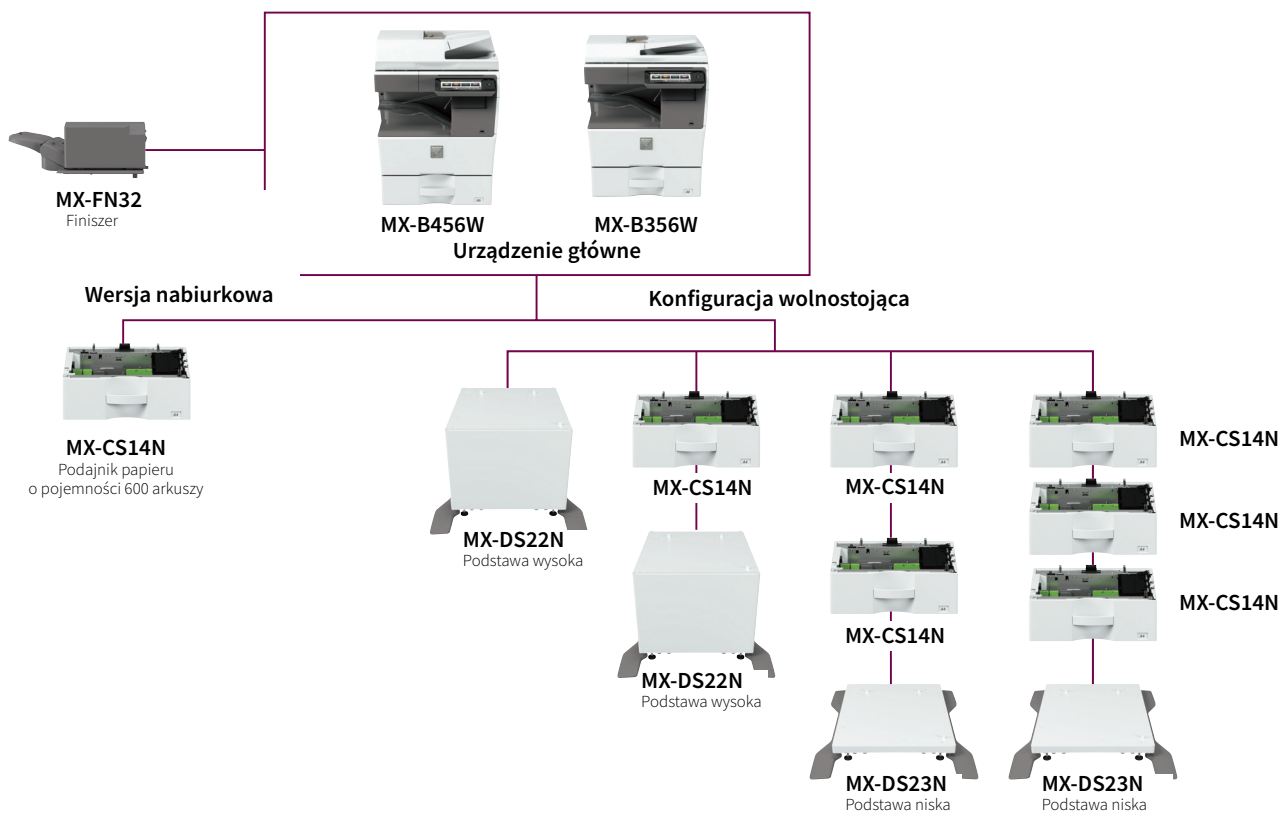 MX-FN32
Finiszer
MX-B456W
MX-B356W
Urządzenie główne
Wersja nabiurkowa
Konfiguracja wolnostojąca
MX-CS14N
Podajnik papieru
o pojemności 600 arkuszy
MX-DS22N
Podstawa wysoka
MX-CS14N
MX-DS22N
Podstawa wysoka
MX-CS14N
MX-CS14N
MX-DS23N
Podstawa niska
MX-CS14N
MX-CS14N
MX-CS14N
MX-DS23N
Podstawa niska